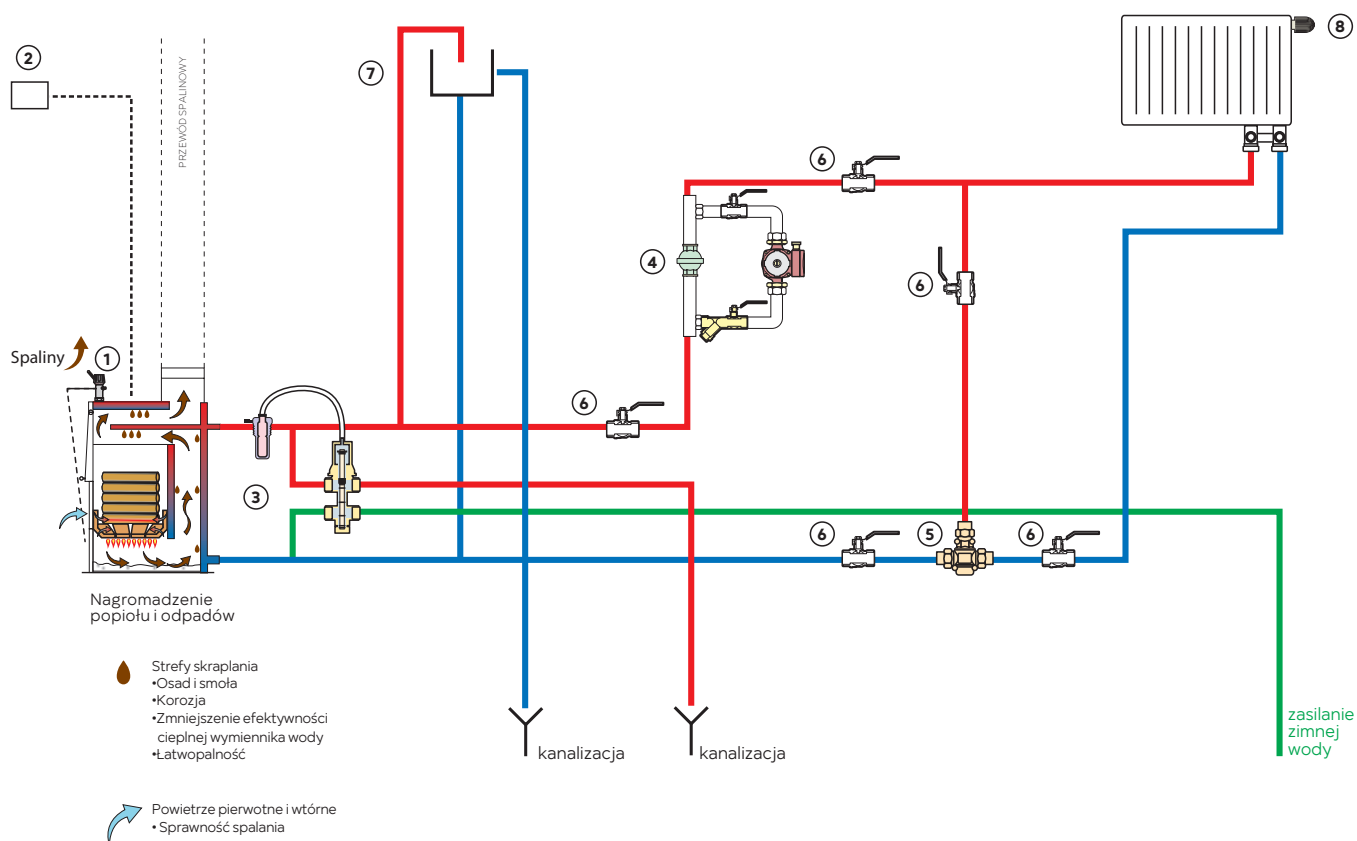 2
PRZEWÓD SPALINOWY
7
8
6
4
6
Spaliny
1
6
3
6
5
6
Nagromadzenie
popiołu i odpadów
Strefy skraplania
•Osad i smoła
•Korozja
•Zmniejszenie efektywności
cieplnej wymiennika wody
•Łatwopalność
kanalizacja
kanalizacja
zasilanie
zimnej
wody
Powietrze pierwotne i wtórne
• Sprawność spalania